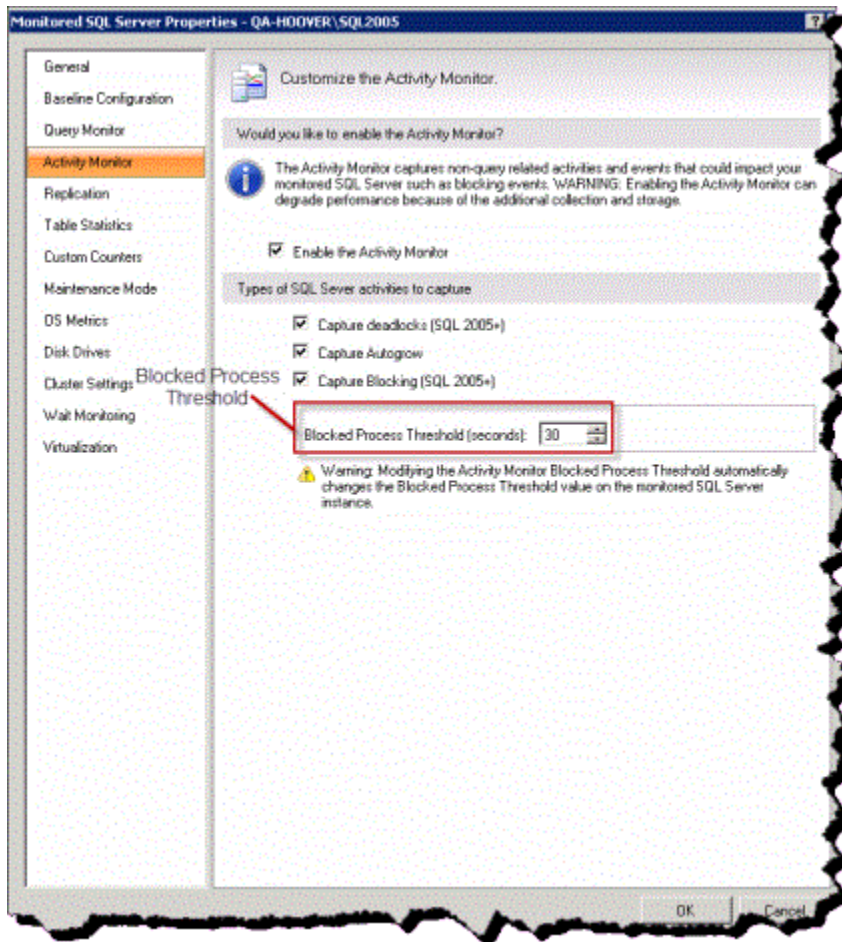 Monitored SQL Server Properties - QA-HOOVER\SQL2005
?
General
Baseline Configuration
Query Monitor
Activity Monitor
Replication
Table Statistics
Custom Counters
Maintenance Mode
OS Metrics
Disk Drives
Cluster Settings
Wait Monitoring
Virtualization
Customize the Activity Monitor.
Would you like to enable the Activity Monitor?
The Activity Monitor captures non-query related activities and events that could impact your
monitored SQL Server such as blocking events. WARNING: Enabling the Activity Monitor can
degrade performance because of the additional collection and storage.
Enable the Activity Monitor
Types of SQL Sever activities to capture
Capture deadlocks (SQL 2005+)
Capture Autogrow
Capture Blocking (SQL 2005+)
Blocked Process
Threshold
Blocked Process Threshold (seconds): 30
Warning: Modifying the Activity Monitor Blocked Process Threshold automatically
changes the Blocked Process Threshold value on the monitored SQL Server
instance.
OK
Cancel